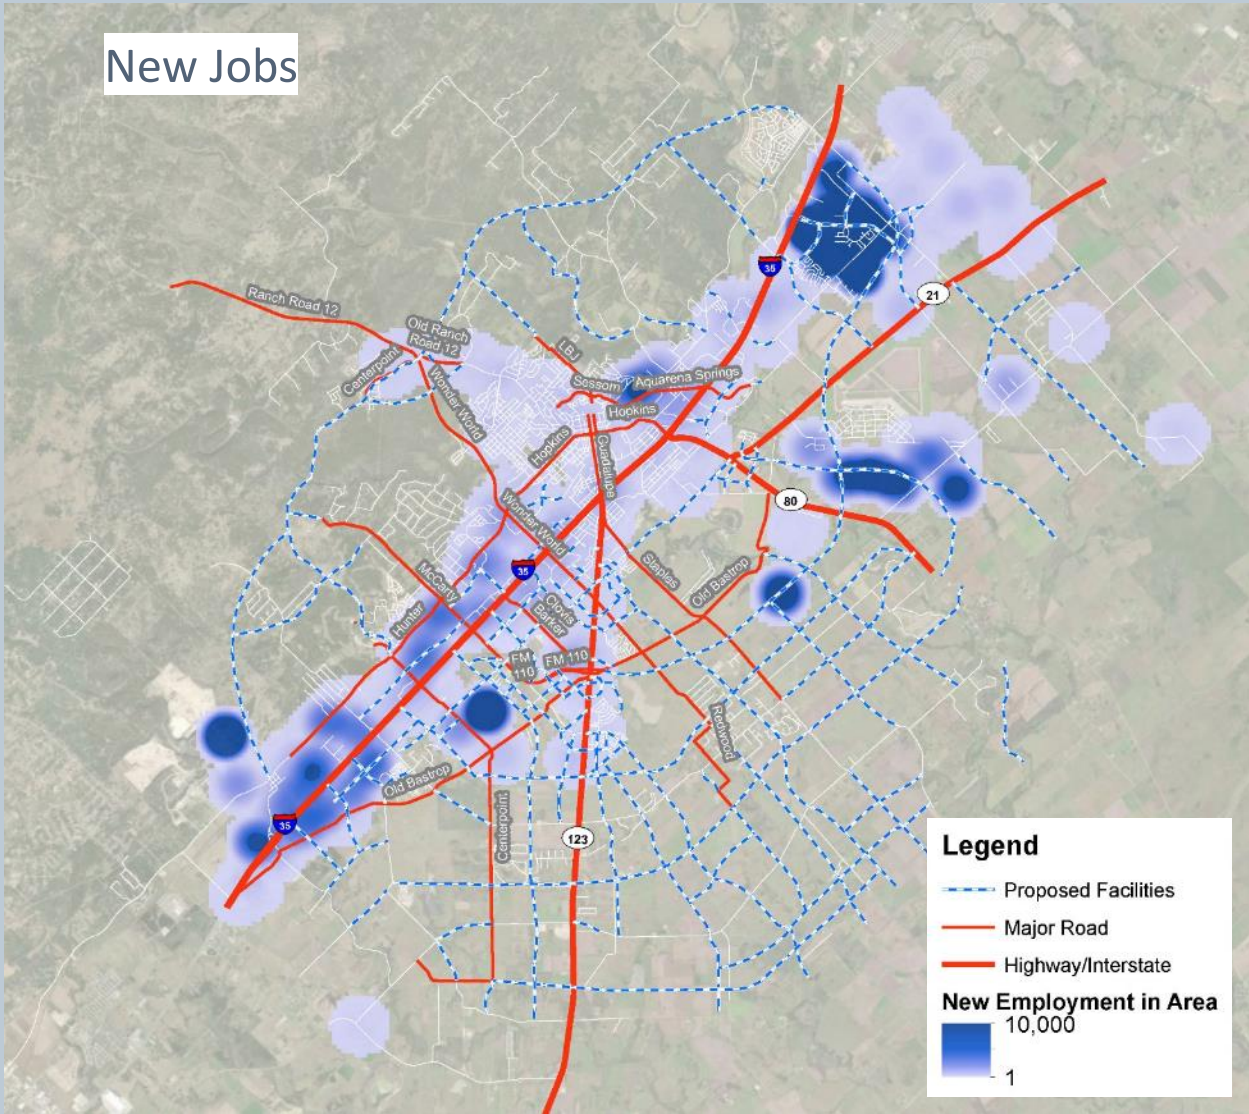 New Jobs
35
21
Ranch Road 12
Old Ranch
Road 12
LBJ
Centerpoint
Sessom
Aquarena Springs
Wonder World
Hopkins
Hopkins
Guadalupe
80
Wonder World
35
Staples
Old Bastrop
McCarty
Clovis
Barker
Hunter
FM
110
FM 110
Redwood
Old Bastrop
35
Centerpoint
123
Legend
Proposed Facilities
Major Road
Highway/Interstate
New Employment in Area
10,000
1